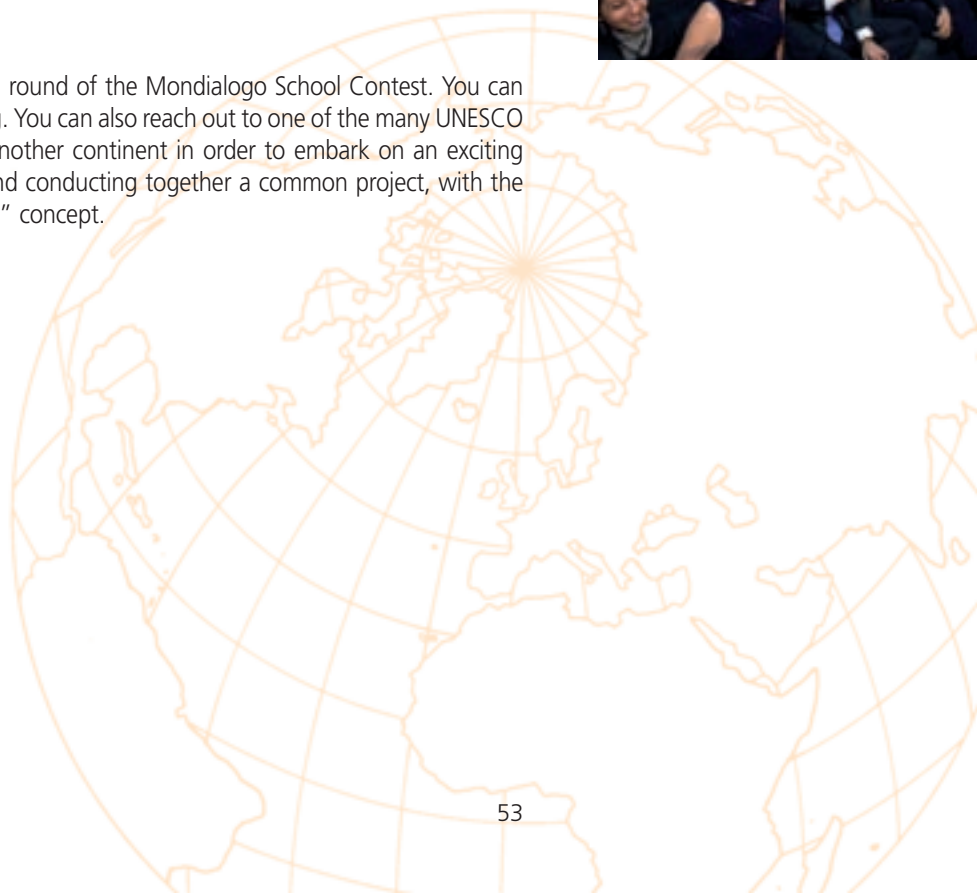 round of the Mondialogo School Contest. You can
. You can also reach out to one of the many UNESCO
nother continent in order to embark on an exciting
nd conducting together a common project, with the
” concept.
53